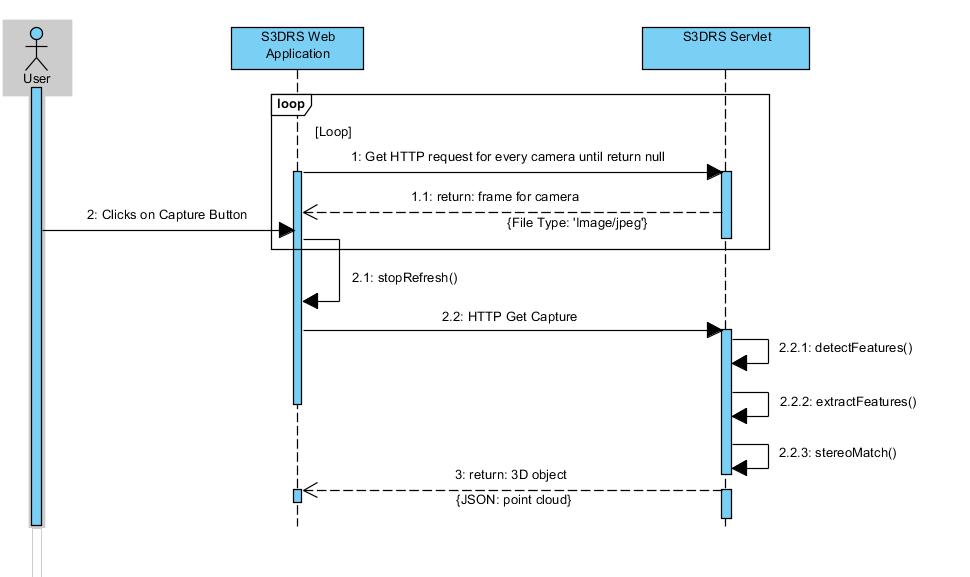 User
S3DRS Web
Application
S3DRS Servlet
loop
[Loop]
1: Get HTTP request for every camera until return null
1.1: return: frame for camera
{File Type: 'Image/jpeg'}
2: Clicks on Capture Button
2.1: stopRefresh()
2.2: HTTP Get Capture
2.2.1: detectFeatures()
2.2.2: extractFeatures()
2.2.3: stereoMatch()
3: return: 3D object
{JSON: point cloud}